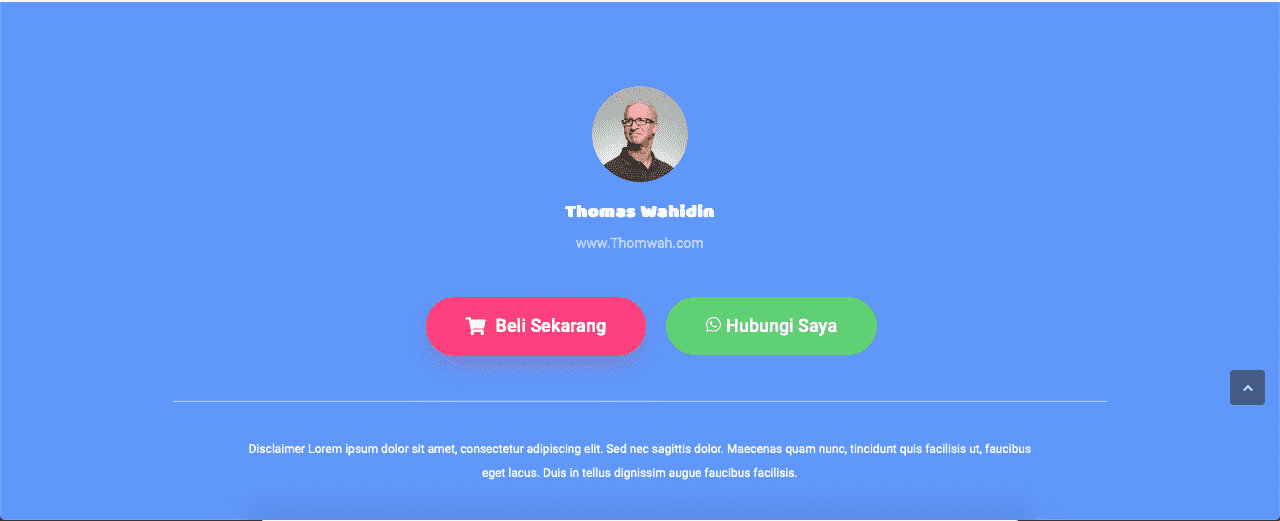 Thomas Wahidin
www.Thomwah.com
Beli Sekarang
Hubungi Saya
Disclaimer Lorem ipsum dolor sit amet, consectetur adipiscing elit. Sed nec sagittis dolor. Maecenas quam nunc, tincidunt quis facilisis ut, faucibus
eget lacus. Duis in tellus dignissim augue faucibus facilisis.